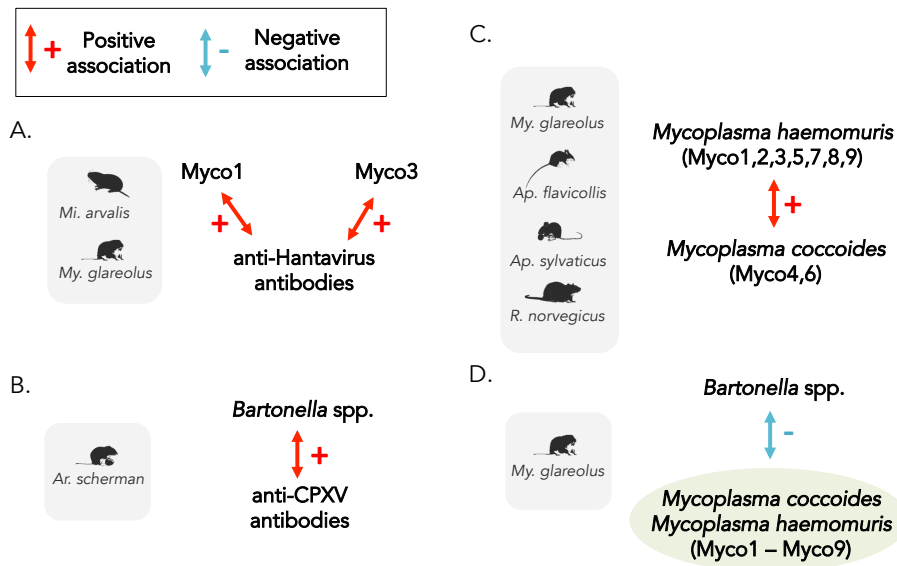 + Positive association
- Negative association
A.
Mi. arvalis
My. glareolus
Myco1
Myco3
+
+
anti-Hantavirus
antibodies
B.
Ar. scherman
Bartonella spp.
+
anti-CPXV
antibodies
C.
My. glareolus
Ap. flavicollis
Ap. sylvaticus
R. norvegicus
Mycoplasma haemomuris
(Myco1,2,3,5,7,8,9)
+
Mycoplasma coccoides
(Myco4,6)
D.
My. glareolus
Bartonella spp.
-
Mycoplasma coccoides
Mycoplasma haemomuris
(Myco1 – Myco9)